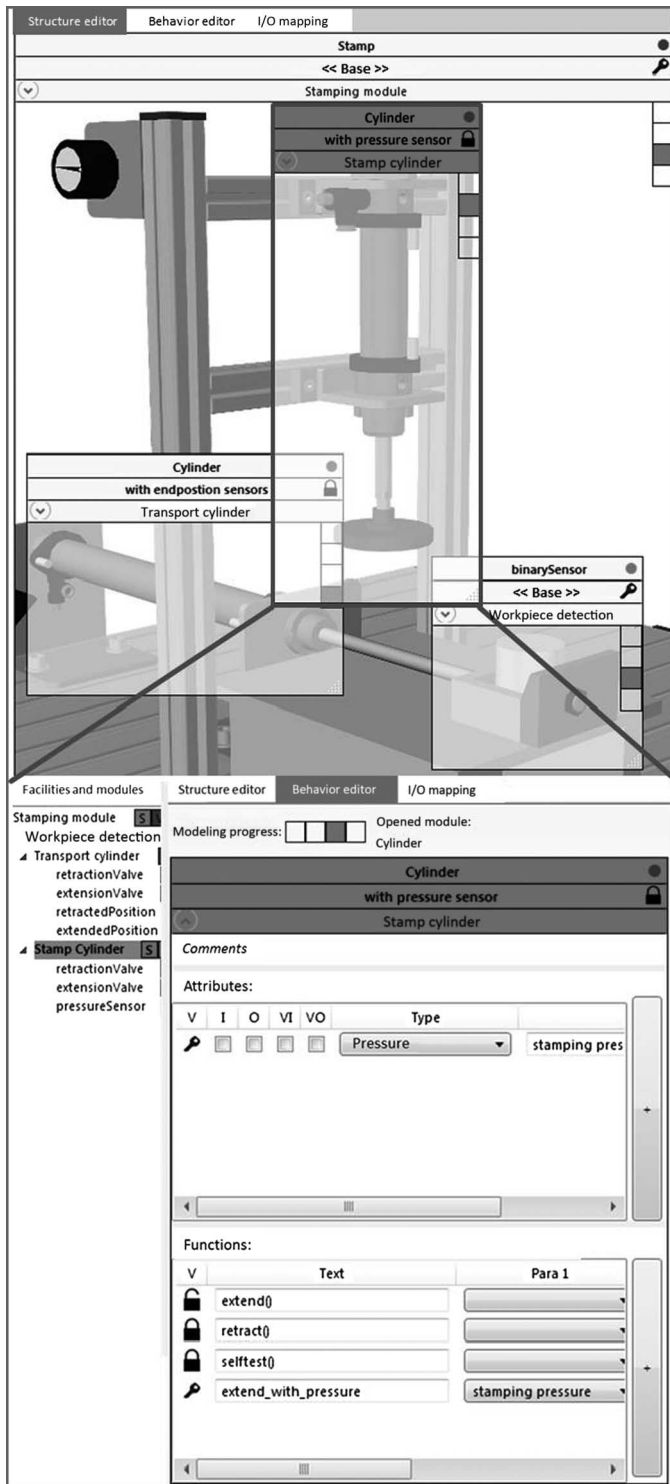 Structure editor Behavior editor I/O mapping
Stamp
<< Base >>
Stamping module
Cylinder
with pressure sensor
Stamp cylinder
Cylinder
with endpostion sensors
Transport cylinder
binarySensor
<< Base >>
Workpiece detection
Facilities and modules
Stamping module S
Workpiece detection
Transport cylinder
retractionValve
extensionValve
retractedPosition
extendedPosition
Stamp Cylinder S
retractionValve
extensionValve
pressureSensor
Structure editor Behavior editor I/O mapping
Modeling progress: Opened module:
Cylinder
Cylinder
with pressure sensor
Stamp cylinder
Comments
Attributes:
V I O VI VO Type
Pressure stamping pres
+
Functions:
V Text Para 1
extend()
retract()
selftest()
extend_with_pressure stamping pressure
+